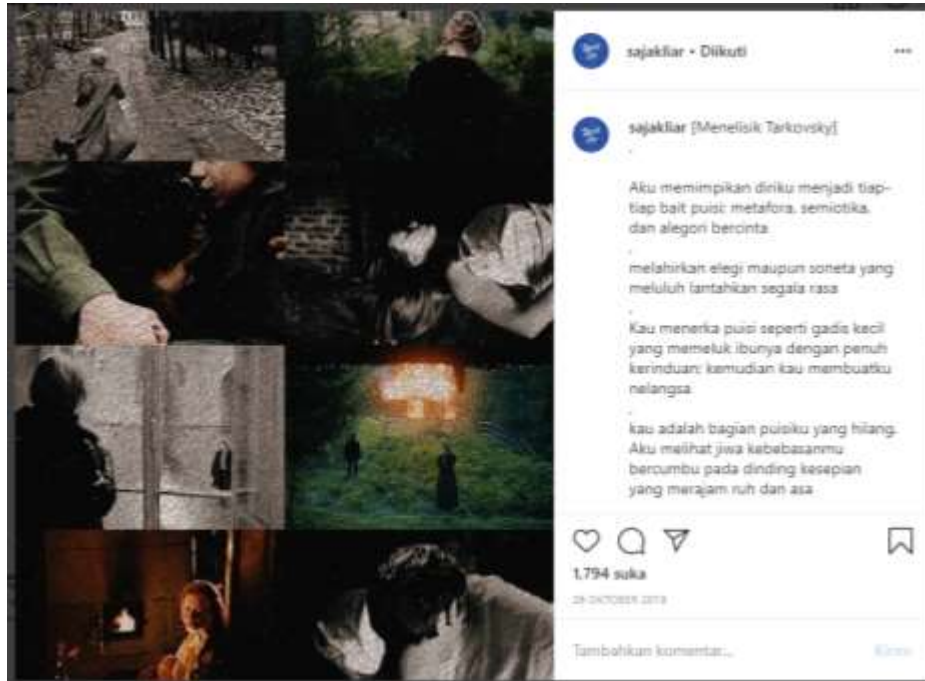 sajakliar • Diikuti
sajakliar [Menelisik Tarkovsky]
.
Aku memimpikan diriku menjadi tiap-
tiap bait puisi: metafora, semiotika,
dan alegori bercinta
.
melahirkan elegi maupun soneta yang
meluluh lantahkan segala rasa
.
Kau menerka puisi seperti gadis kecil
yang memeluk ibunya dengan penuh
kerinduan; kemudian kau membuatku
nelangsa
.
kau adalah bagian puisiku yang hilang.
Aku melihat jiwa kebebasanmu
bercumbu pada dinding kesepian
yang merajam ruh dan asa
1.794 suka
OKTOBER
Tambahkan komentar...
Kirim